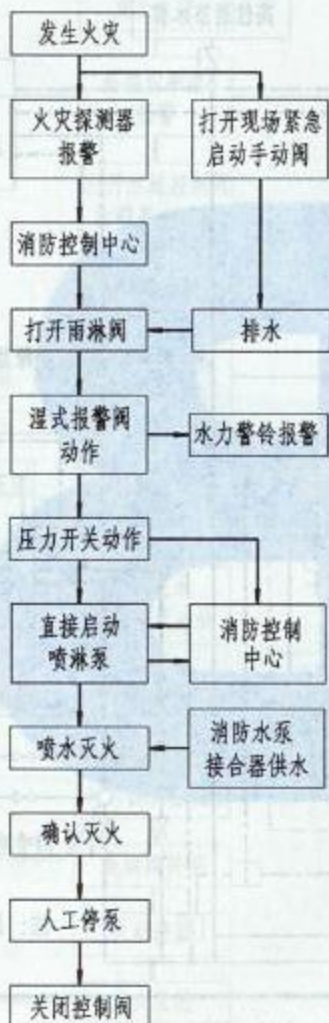 发生火灾
火灾探测器
报警
打开现场紧急
启动手动阀
消防控制中心
打开雨淋阀
排水
湿式报警阀
动作
水力警铃报警
压力开关动作
直接启动
喷淋泵
消防控制
中心
喷水灭火
消防水泵
接合器供水
确认灭火
人工停泵
关闭控制阀